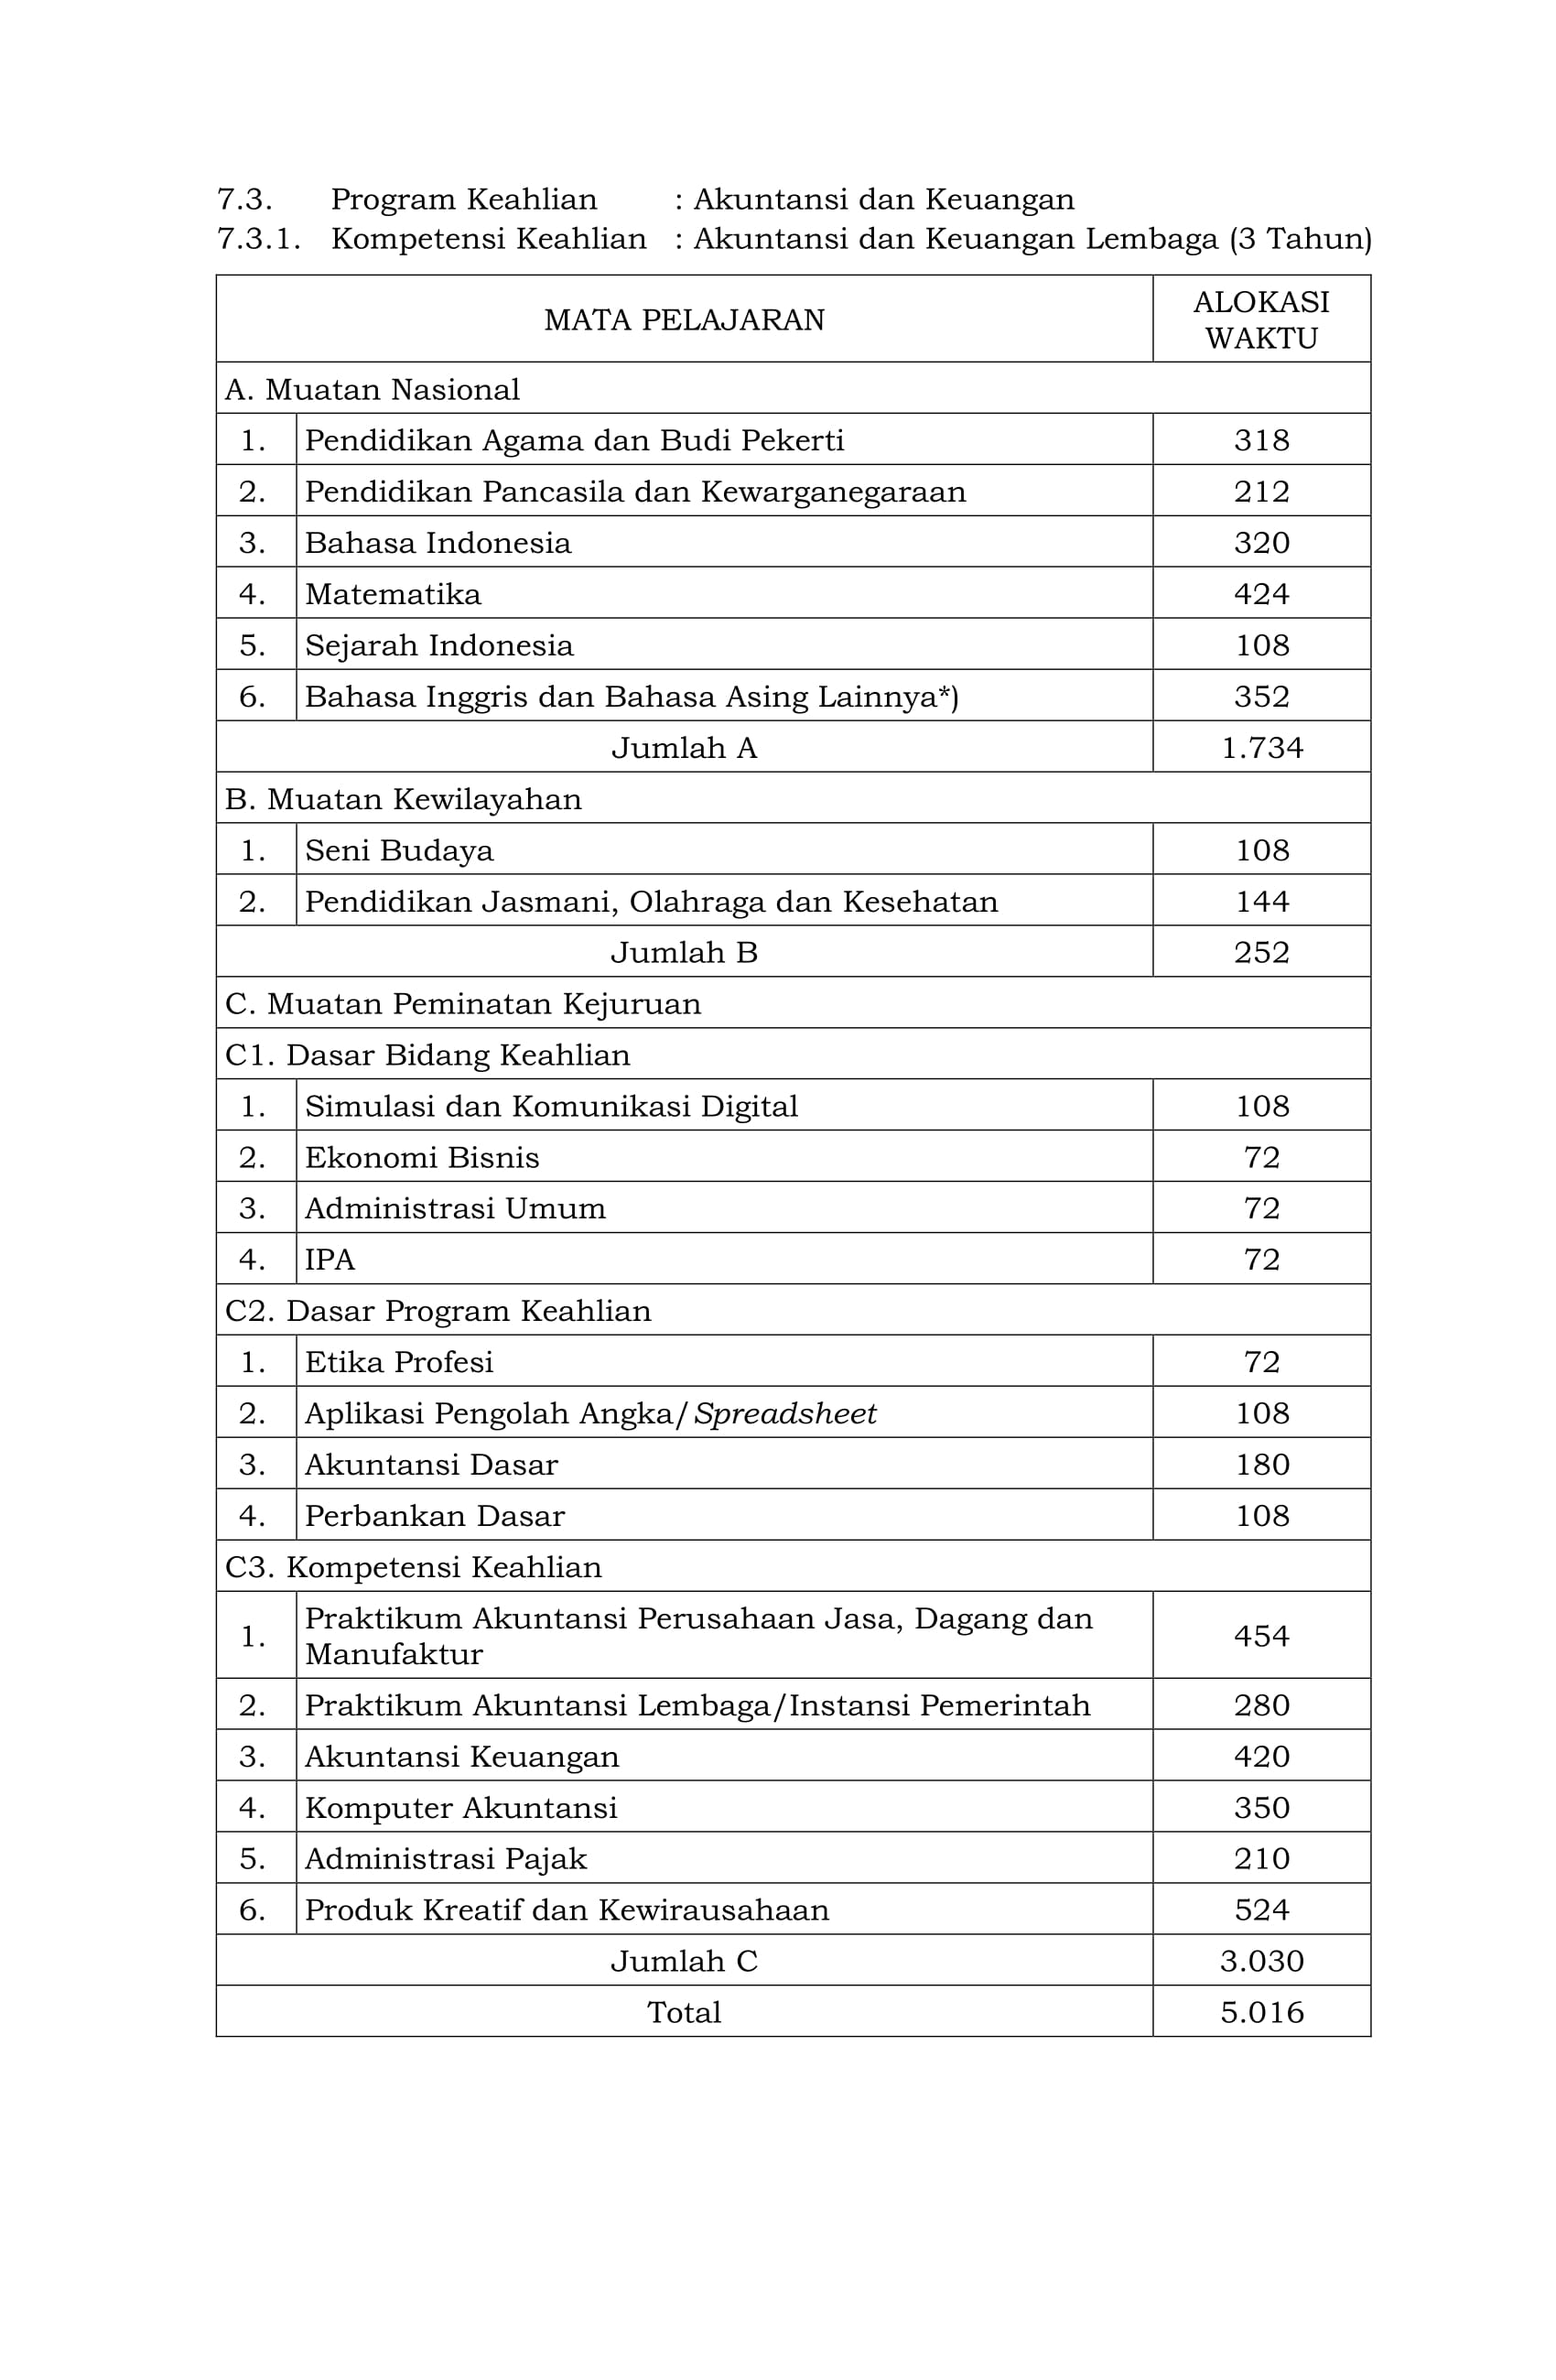 7.3. Program Keahlian : Akuntansi dan Keuangan
7.3.1. Kompetensi Keahlian : Akuntansi dan Keuangan Lembaga (3 Tahun)
MATA PELAJARAN
ALOKASI
WAKTU
A. Muatan Nasional
1. Pendidikan Agama dan Budi Pekerti 318
2. Pendidikan Pancasila dan Kewarganegaraan 212
3. Bahasa Indonesia 320
4. Matematika 424
5. Sejarah Indonesia 108
6. Bahasa Inggris dan Bahasa Asing Lainnya*) 352
Jumlah A 1.734
B. Muatan Kewilayahan
1. Seni Budaya 108
2. Pendidikan Jasmani, Olahraga dan Kesehatan 144
Jumlah B 252
C. Muatan Peminatan Kejuruan
C1. Dasar Bidang Keahlian
1. Simulasi dan Komunikasi Digital 108
2. Ekonomi Bisnis 72
3. Administrasi Umum 72
4. IPA 72
C2. Dasar Program Keahlian
1. Etika Profesi 72
2. Aplikasi Pengolah Angka/Spreadsheet 108
3. Akuntansi Dasar 180
4. Perbankan Dasar 108
C3. Kompetensi Keahlian
1. Praktikum Akuntansi Perusahaan Jasa, Dagang dan
Manufaktur 454
2. Praktikum Akuntansi Lembaga/Instansi Pemerintah 280
3. Akuntansi Keuangan 420
4. Komputer Akuntansi 350
5. Administrasi Pajak 210
6. Produk Kreatif dan Kewirausahaan 524
Jumlah C 3.030
Total 5.016